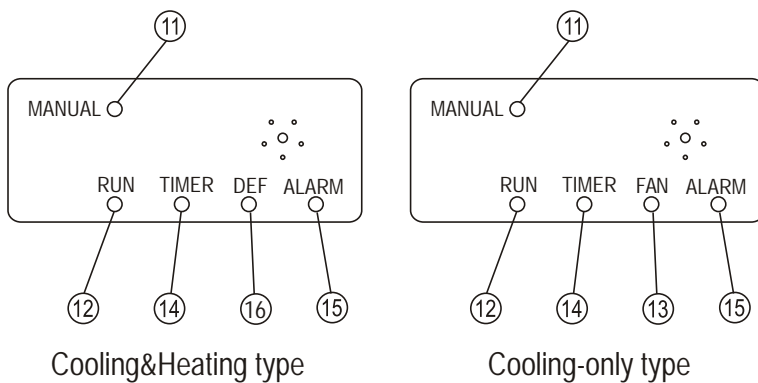 11 11
MANUAL MANUAL
RUN TIMER DEF ALARM RUN TIMER FAN ALARM
12 14 16 15 12 14 13 15
Cooling&Heating type Cooling-only type